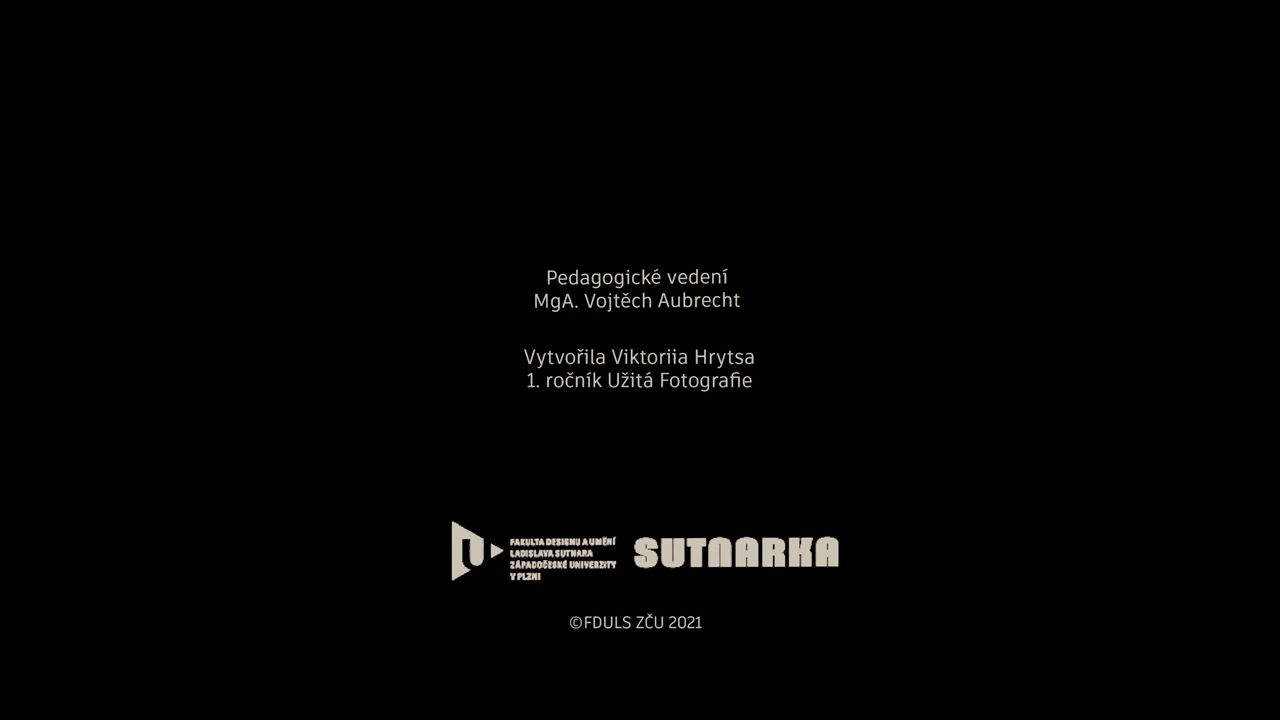 Pedagogické vedení
MgA. Vojtěch Aubrecht
Vytvořila Viktoriia Hrytsa
1. ročník Užitá Fotografie
FAKULTA DESIGNU A UMĚNÍ
LADISLAVA SUTNARA
ZÁPADOČESKÉ UNIVERZITY
V PLZNI
SUTNARKA
©FDULS ZČU 2021